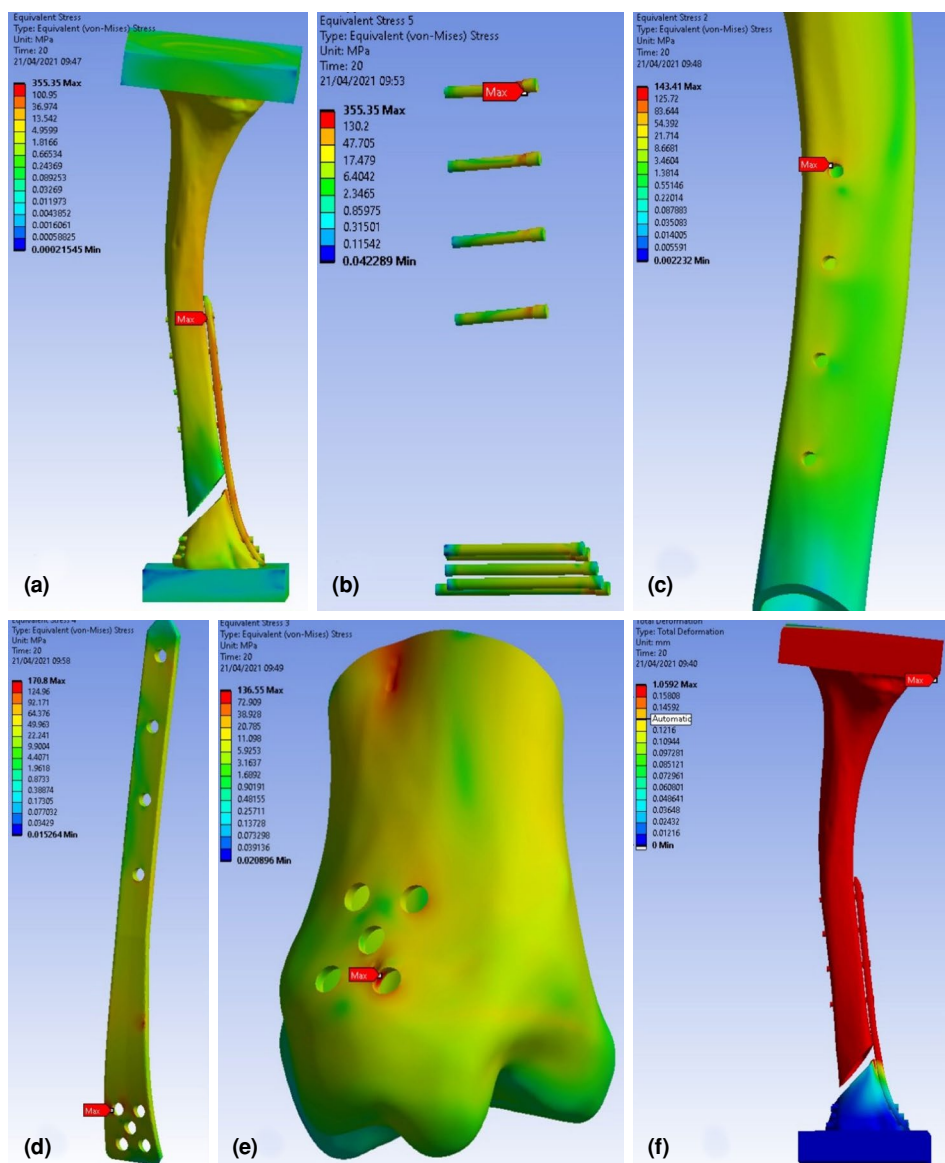 Equivalent Stress
Type: Equivalent (von-Mises) Stress
Unit: MPa
Time: 20
21/04/2021 09:47
355.35 Max
100.95
36.974
13.542
4.9599
1.8166
0.66534
0.24369
0.089253
0.03269
0.011973
0.0043852
0.0016061
0.00058825
0.00021545 Min
Max
(a)
Equivalent Stress 5
Type: Equivalent (von-Mises) Stress
Unit: MPa
Time: 20
21/04/2021 09:53
355.35 Max
130.2
47.705
17.479
6.4042
2.3465
0.85975
0.31501
0.11542
0.042289 Min
Max
(b)
Equivalent Stress 2
Type: Equivalent (von-Mises) Stress
Unit: MPa
Time: 20
21/04/2021 09:48
143.41 Max
125.72
83.644
54.392
21.714
8.6681
3.4604
1.3814
0.55146
0.22014
0.087883
0.035083
0.014005
0.005591
0.002232 Min
Max
(c)
Equivalent Stress 4
Type: Equivalent (von-Mises) Stress
Unit: MPa
Time: 20
21/04/2021 09:58
170.8 Max
124.96
92.171
64.376
49.963
22.241
9.9004
4.4071
1.9618
0.8733
0.38874
0.17305
0.077032
0.03429
0.015264 Min
Max
(d)
Equivalent Stress 3
Type: Equivalent (von-Mises) Stress
Unit: MPa
Time: 20
21/04/2021 09:49
136.55 Max
72.909
38.928
20.785
11.098
5.9253
3.1637
1.6892
0.90191
0.48155
0.25711
0.13728
0.073298
0.039136
0.020896 Min
Max
(e)
Total Deformation
Type: Total Deformation
Unit: mm
Time: 20
21/04/2021 09:40
1.0592 Max
0.15808
0.14592
Automatic
0.1216
0.10944
0.097281
0.085121
0.072961
0.060801
0.048641
0.03648
0.02432
0.01216
0 Min
Max
(f)